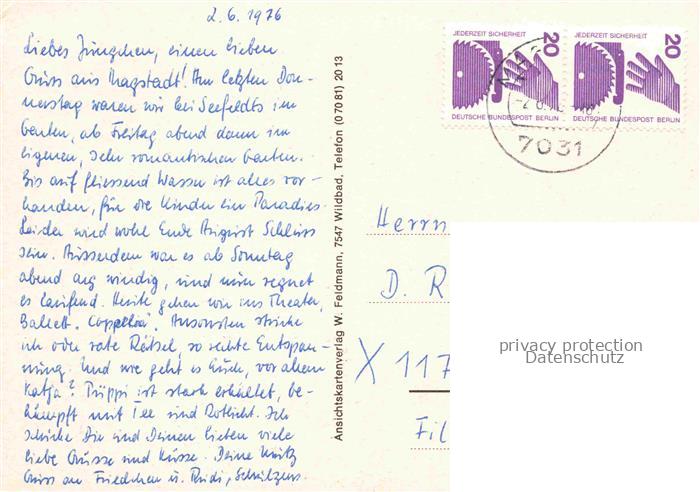 2.6.1976
Liebes Jungchen, einen lieben
Gruss aus Magstadt! Am letzten Don-
nerstag waren wir bei Seefeldts im
Garten, ab Freitag abend dann im
eigenen, sehr romantischen Garten.
Bis auf fliessend Wasser ist alles vor-
handen, für die Kinder ein Paradies.
Leider wird wohl Ende August Schluss
sein. Ausserdem war es ab Sonntag
abend arg windig, und nun regnet
es laufend. Heute gehen wir ins Theater,
Ballett "Coppelia". Ansonsten stricke
ich oder rate Rätsel, so rechte Entspan-
nung. Und wie geht es Euch, vor allem
Katja? Püppi ist stark erkältet, be-
kämpft mit Tee und Rotlicht. Ich
schicke Dir und Deinen Lieben viele
liebe Grüsse und Küsse. Deine Mutz
Gruss an Friedchen u. Rudi,
Ansichtskartenverlag W. Feldmann, 7547 Wildbad, Telefon (07081) 2013
JEDERZEIT SICHERHEIT
20
DEUTSCHE BUNDESPOST BERLIN
JEDERZEIT SICHERHEIT
20
DEUTSCHE BUNDESPOST BERLIN
7031
Herrn
D. R
X 117
Fil
privacy protection
Datenschutz